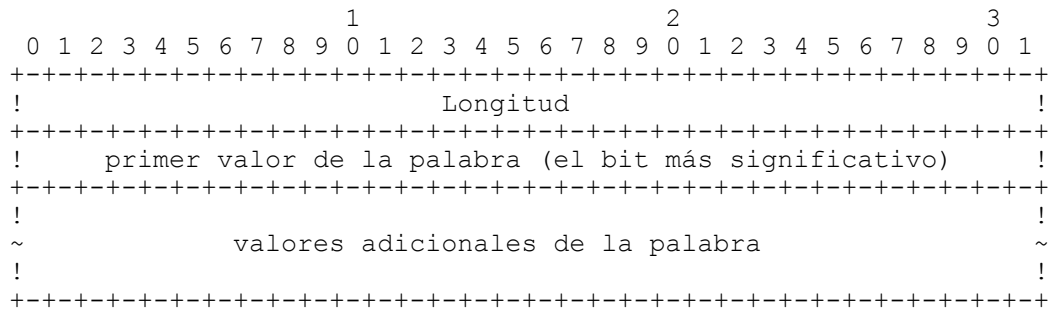 1                   2                   3
 0 1 2 3 4 5 6 7 8 9 0 1 2 3 4 5 6 7 8 9 0 1 2 3 4 5 6 7 8 9 0 1
+-+-+-+-+-+-+-+-+-+-+-+-+-+-+-+-+-+-+-+-+-+-+-+-+-+-+-+-+-+-+-+-+
!                           Longitud                            !
+-+-+-+-+-+-+-+-+-+-+-+-+-+-+-+-+-+-+-+-+-+-+-+-+-+-+-+-+-+-+-+-+
!     primer valor de la palabra (el bit más significativo)     !
+-+-+-+-+-+-+-+-+-+-+-+-+-+-+-+-+-+-+-+-+-+-+-+-+-+-+-+-+-+-+-+-+
!                                                               !
~             valores adicionales de la palabra                 ~
!                                                               !
+-+-+-+-+-+-+-+-+-+-+-+-+-+-+-+-+-+-+-+-+-+-+-+-+-+-+-+-+-+-+-+-+